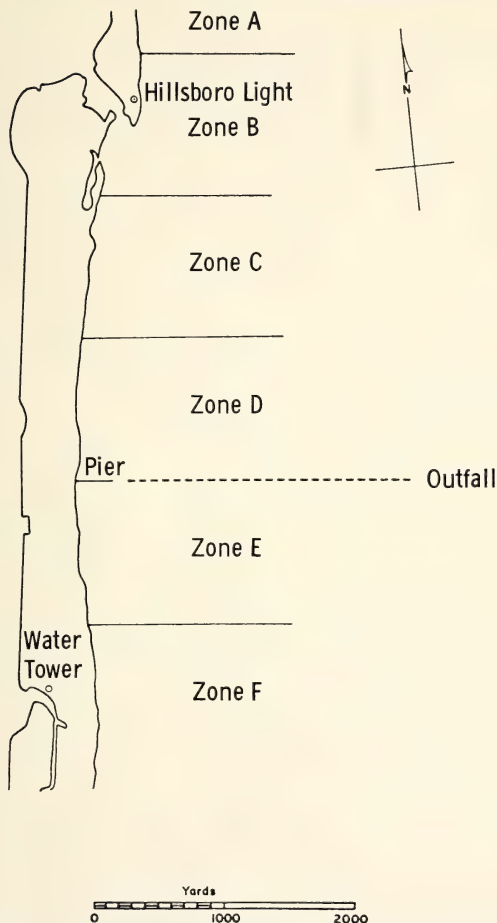 Zone A
Hillsboro Light
Zone B
N
Zone C
Zone D
Pier
Outfall
Zone E
Water
Tower
Zone F
Yards
0 1000 2000